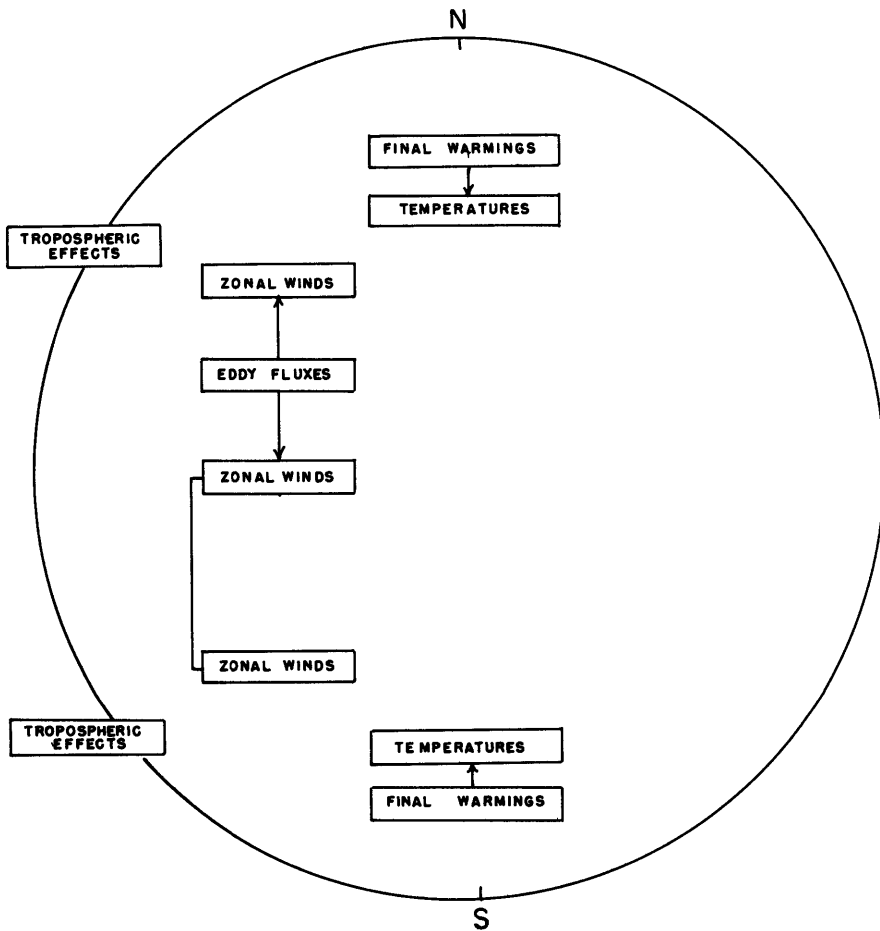 N
FINAL WARMINGS
TEMPERATURES
TROPOSPHERIC
EFFECTS
ZONAL WINDS
EDDY FLUXES
ZONAL WINDS
ZONAL WINDS
TROPOSPHERIC
EFFECTS
TEMPERATURES
FINAL WARMINGS
S